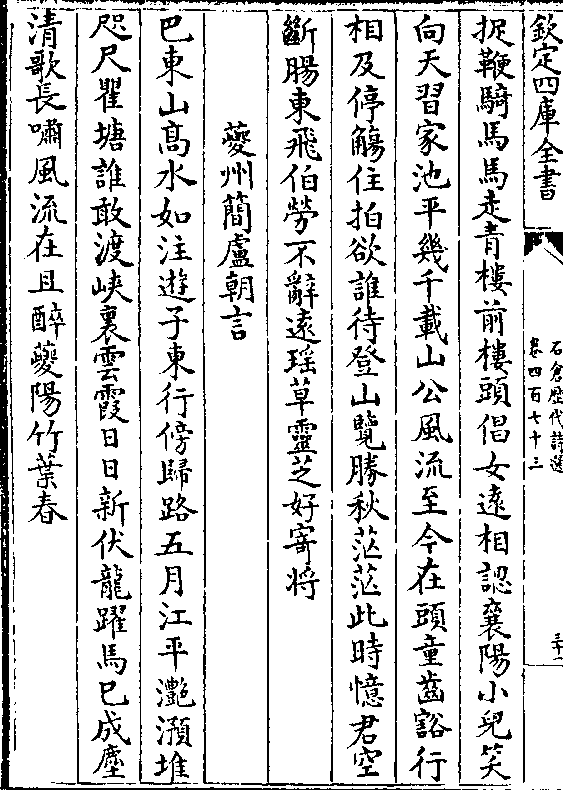 欽定四庫全書
石倉歴代詩選
卷四百七十三
捉鞭騎馬馬走青樓前樓頭倡女遠相認襄陽小兒笑
向天習家池平幾千載山公風流至今在頭童齒豁行
相及停觴住拍欲誰待登山覽勝秋茫茫此時憶君空
斷腸東飛伯勞不辭遠瑶草靈芝好寄將
夔州簡盧朝言
巴東山髙水如注遊子東行傍歸路五月江平灔澦堆
咫尺瞿塘誰敢渡峽裏雲霞日日新伏龍躍馬巳成塵
清歌長嘯風流在且醉夔陽竹葉春